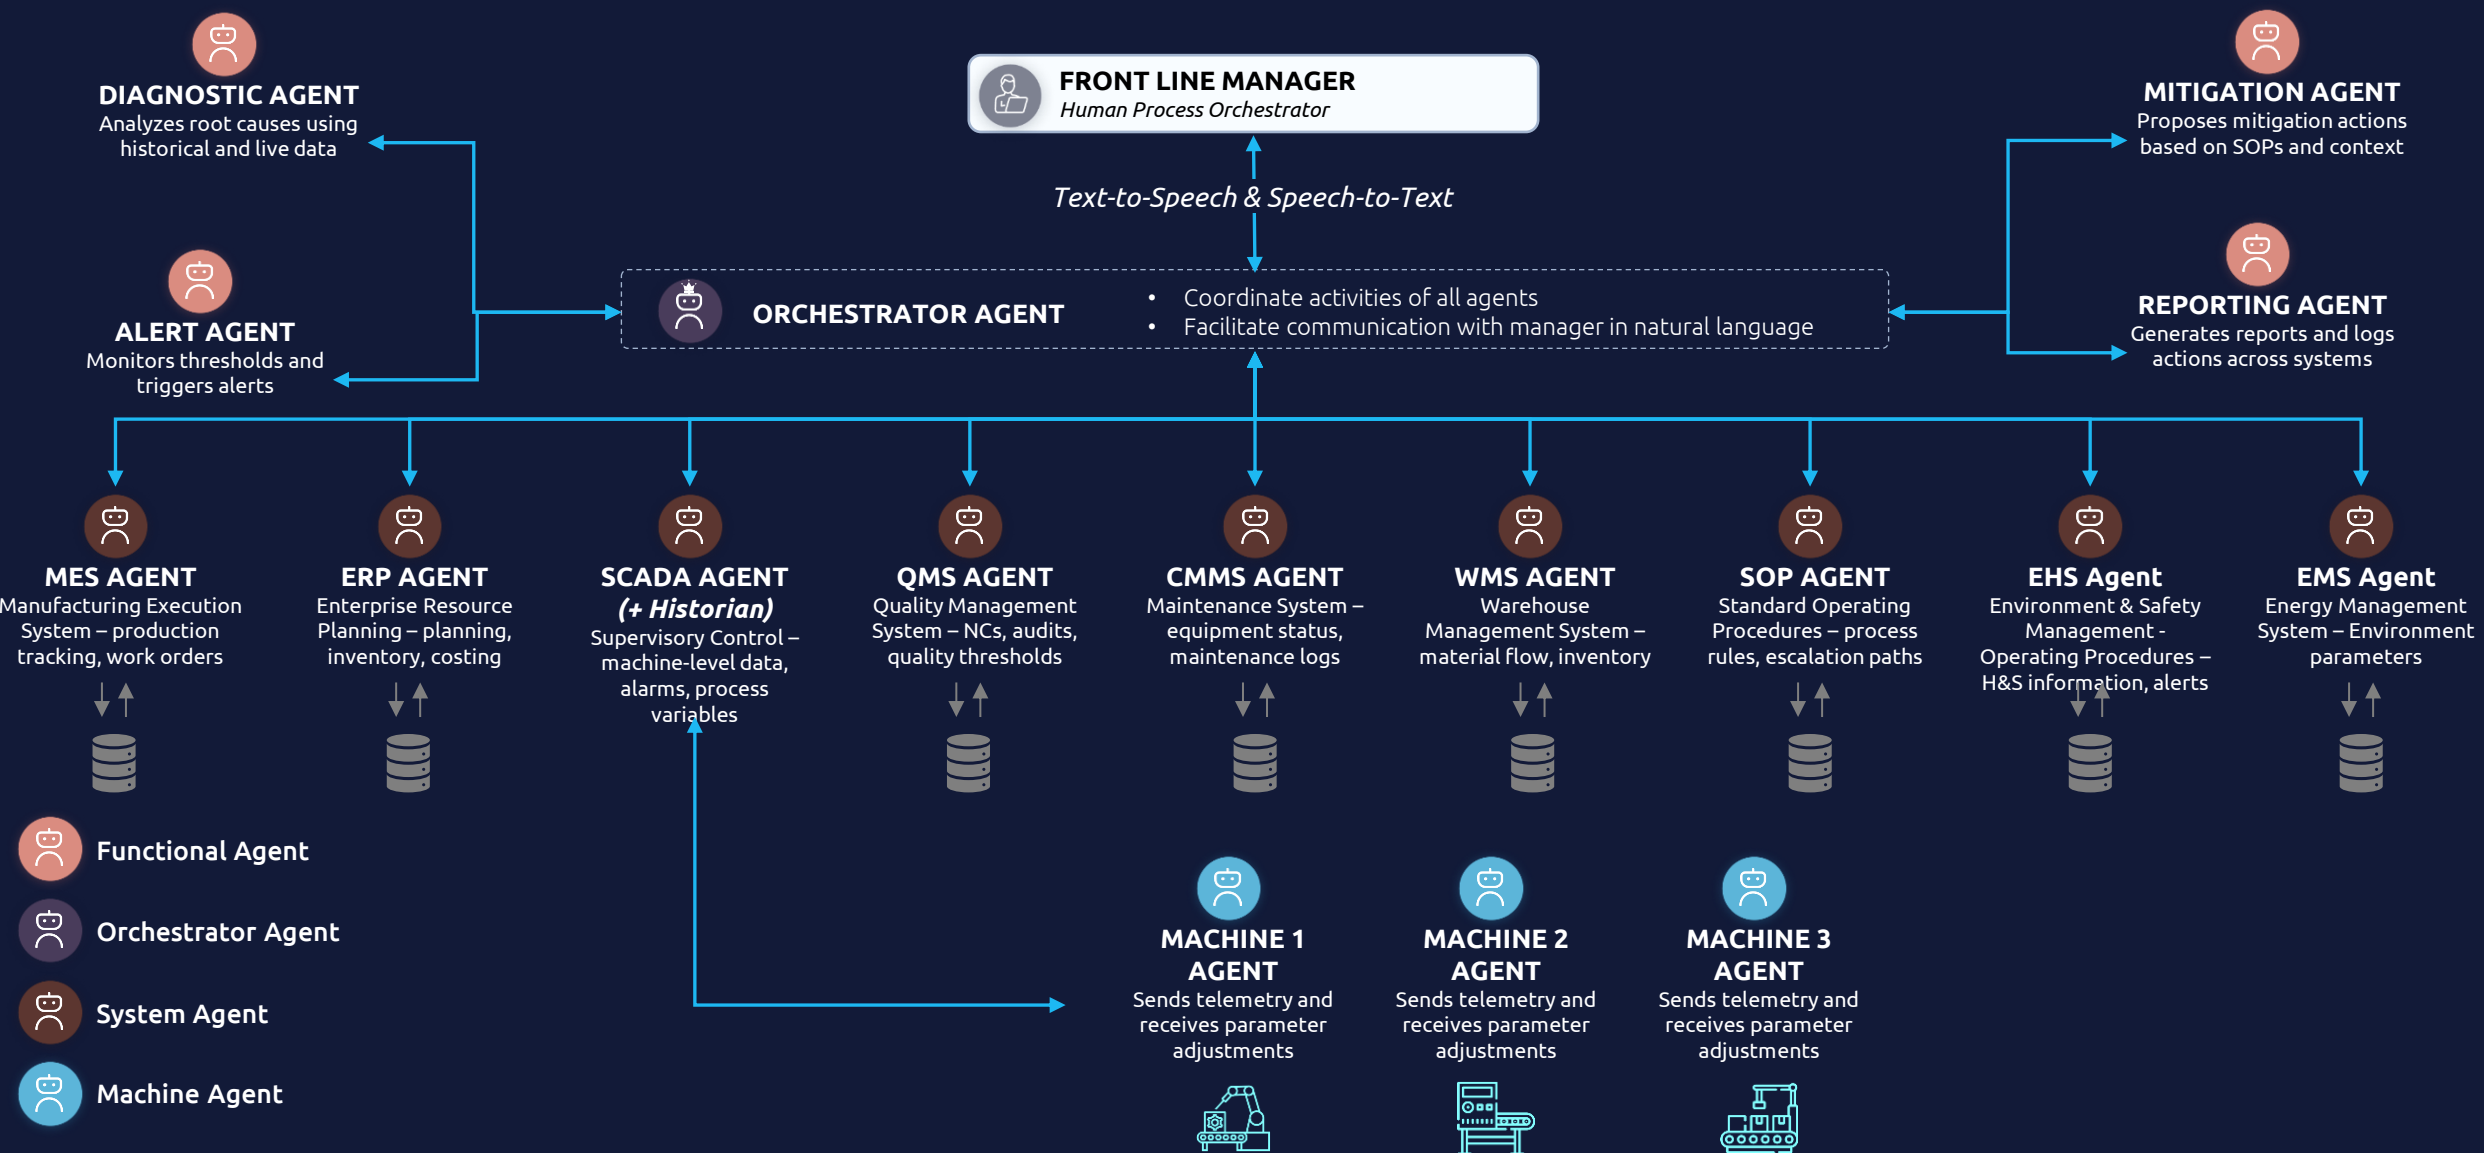 DIAGNOSTIC AGENT
Analyzes root causes using
historical and live data
FRONT LINE MANAGER
Human Process Orchestrator
MITIGATION AGENT
Proposes mitigation actions
based on SOPs and context
Text-to-Speech & Speech-to-Text
ALERT AGENT
Monitors thresholds and
triggers alerts
ORCHESTRATOR AGENT
• Coordinate activities of all agents
• Facilitate communication with manager in natural language
REPORTING AGENT
Generates reports and logs
actions across systems
MES AGENT
Manufacturing Execution
System – production
tracking, work orders
ERP AGENT
Enterprise Resource
Planning – planning,
inventory, costing
SCADA AGENT
(+ Historian)
Supervisory Control –
machine-level data,
alarms, process
variables
QMS AGENT
Quality Management
System – NCs, audits,
quality thresholds
CMMS AGENT
Maintenance System –
equipment status,
maintenance logs
WMS AGENT
Warehouse
Management System –
material flow, inventory
SOP AGENT
Standard Operating
Procedures – process
rules, escalation paths
EHS Agent
Environment & Safety
Management -
Operating Procedures –
H&S information, alerts
EMS Agent
Energy Management
System – Environment
parameters
Functional Agent
Orchestrator Agent
System Agent
Machine Agent
MACHINE 1
AGENT
Sends telemetry and
receives parameter
adjustments
MACHINE 2
AGENT
Sends telemetry and
receives parameter
adjustments
MACHINE 3
AGENT
Sends telemetry and
receives parameter
adjustments